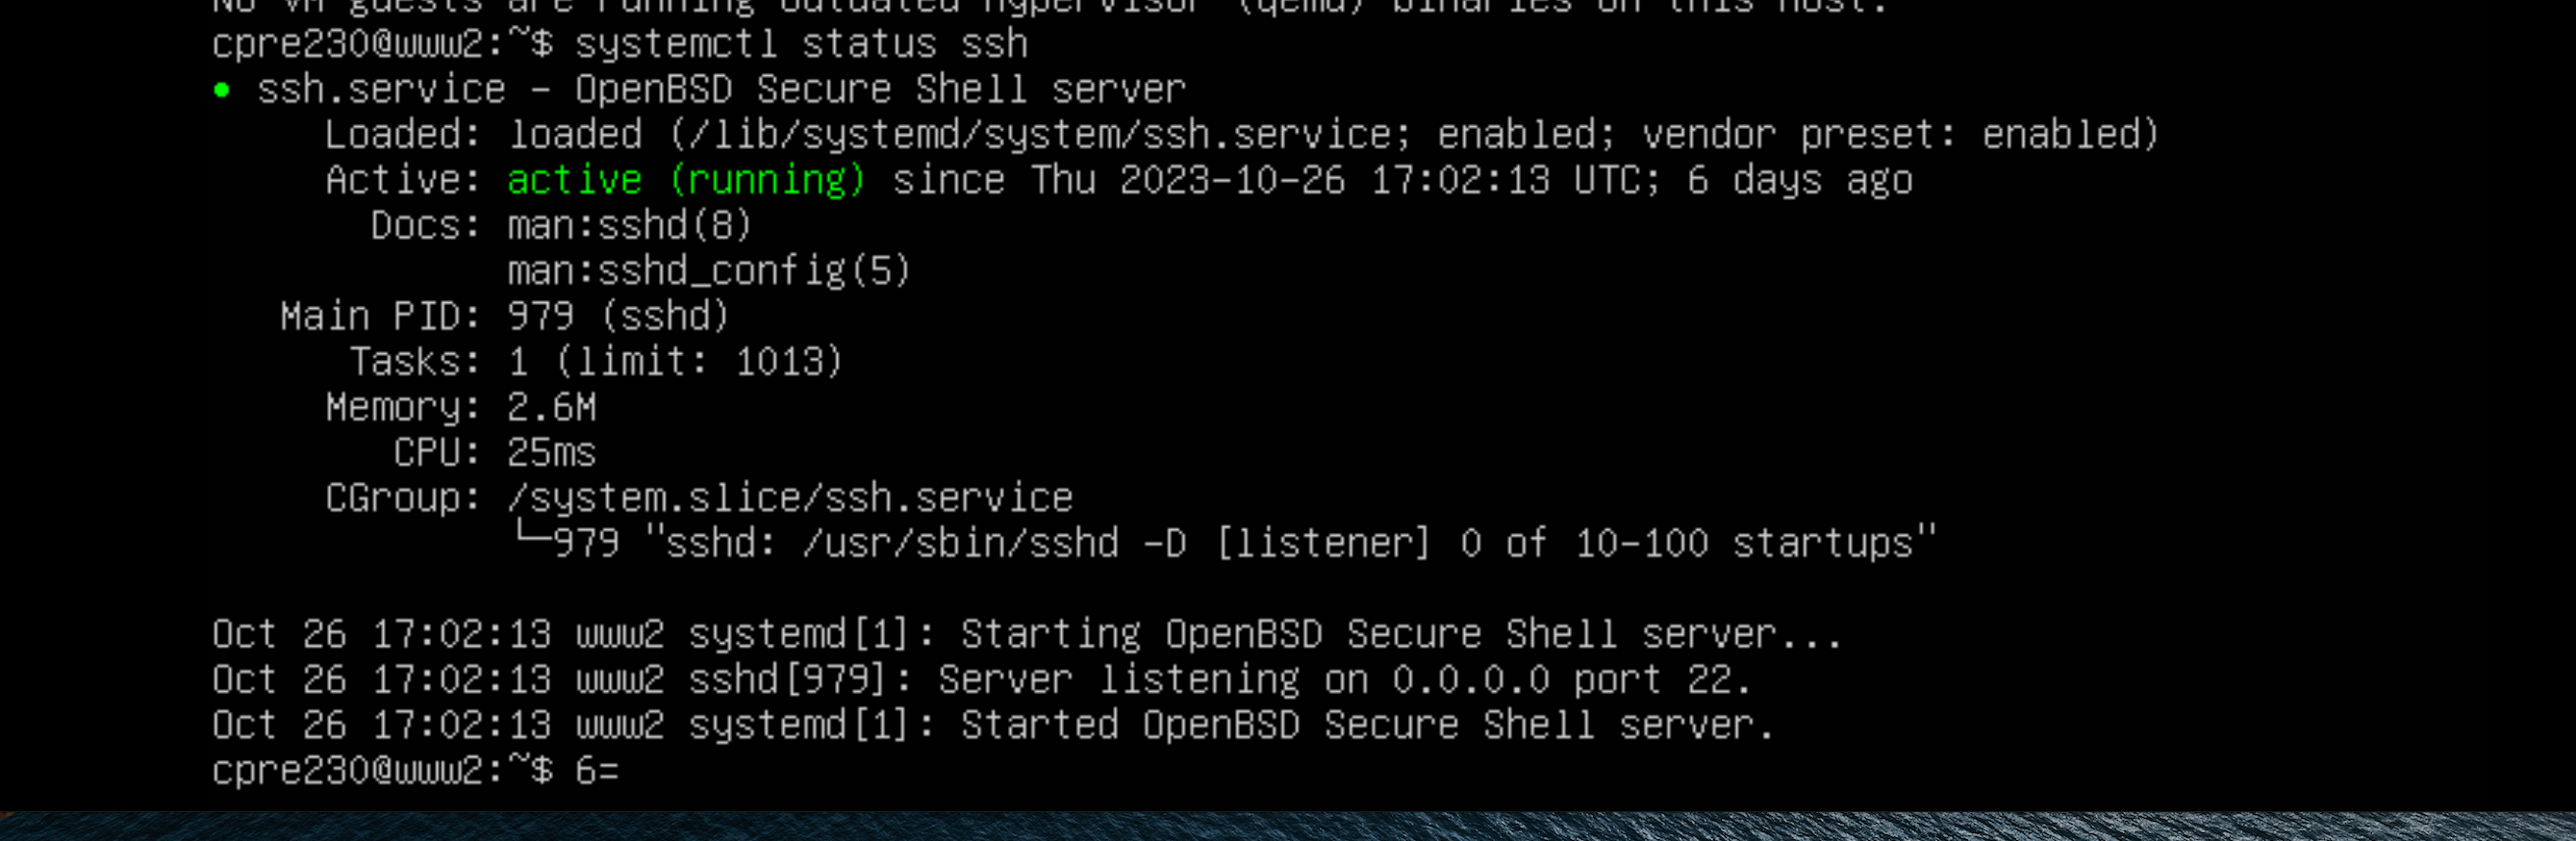 No VM guests are running outdated hypervisor (qemu) binaries on this host.
cpre230@www2:~$ systemctl status ssh
● ssh.service - OpenBSD Secure Shell server
Loaded: loaded (/lib/systemd/system/ssh.service; enabled; vendor preset: enabled)
Active: active (running) since Thu 2023-10-26 17:02:13 UTC; 6 days ago
Docs: man:sshd(8)
man:sshd_config(5)
Main PID: 979 (sshd)
Tasks: 1 (limit: 1013)
Memory: 2.6M
CPU: 25ms
CGroup: /system.slice/ssh.service
└─979 "sshd: /usr/sbin/sshd -D [listener] 0 of 10-100 startups"
Oct 26 17:02:13 www2 systemd[1]: Starting OpenBSD Secure Shell server...
Oct 26 17:02:13 www2 sshd[979]: Server listening on 0.0.0.0 port 22.
Oct 26 17:02:13 www2 systemd[1]: Started OpenBSD Secure Shell server.
cpre230@www2:~$ 6=